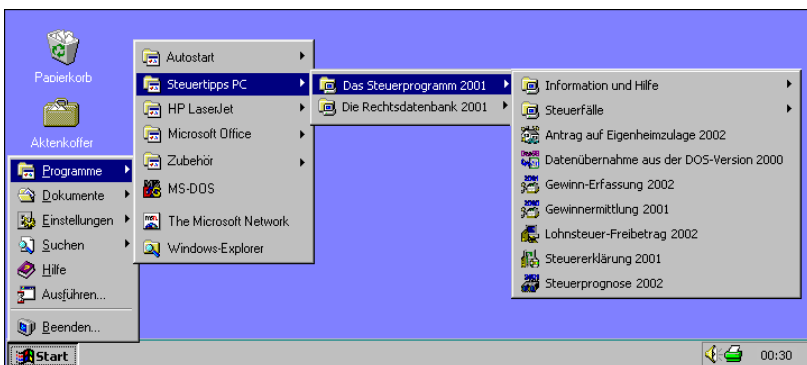 Papierkorb
Aktenkoffer
Programme
Dokumente
Einstellungen
Suchen
Hilfe
Ausführen...
Beenden...
Start
Autostart
Steuertipps PC
HP LaserJet
Microsoft Office
Zubehör
MS-DOS
The Microsoft Network
Windows-Explorer
Das Steuerprogramm 2001
Die Rechtsdatenbank 2001
Information und Hilfe
Steuerfälle
Antrag auf Eigenheimzulage 2002
Datenübernahme aus der DOS-Version 2000
Gewinn-Erfassung 2002
Gewinnermittlung 2001
Lohnsteuer-Freibetrag 2002
Steuererklärung 2001
Steuerprognose 2002
00:30